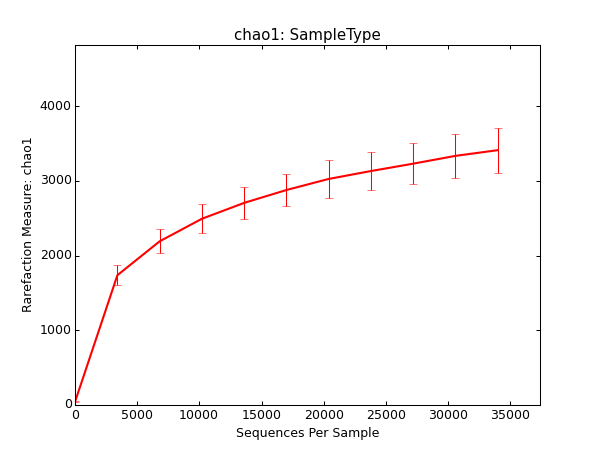 chao1: SampleType
Rarefaction Measure: chao1
4000
3000
2000
1000
0
0 5000 10000 15000 20000 25000 30000 35000
Sequences Per Sample